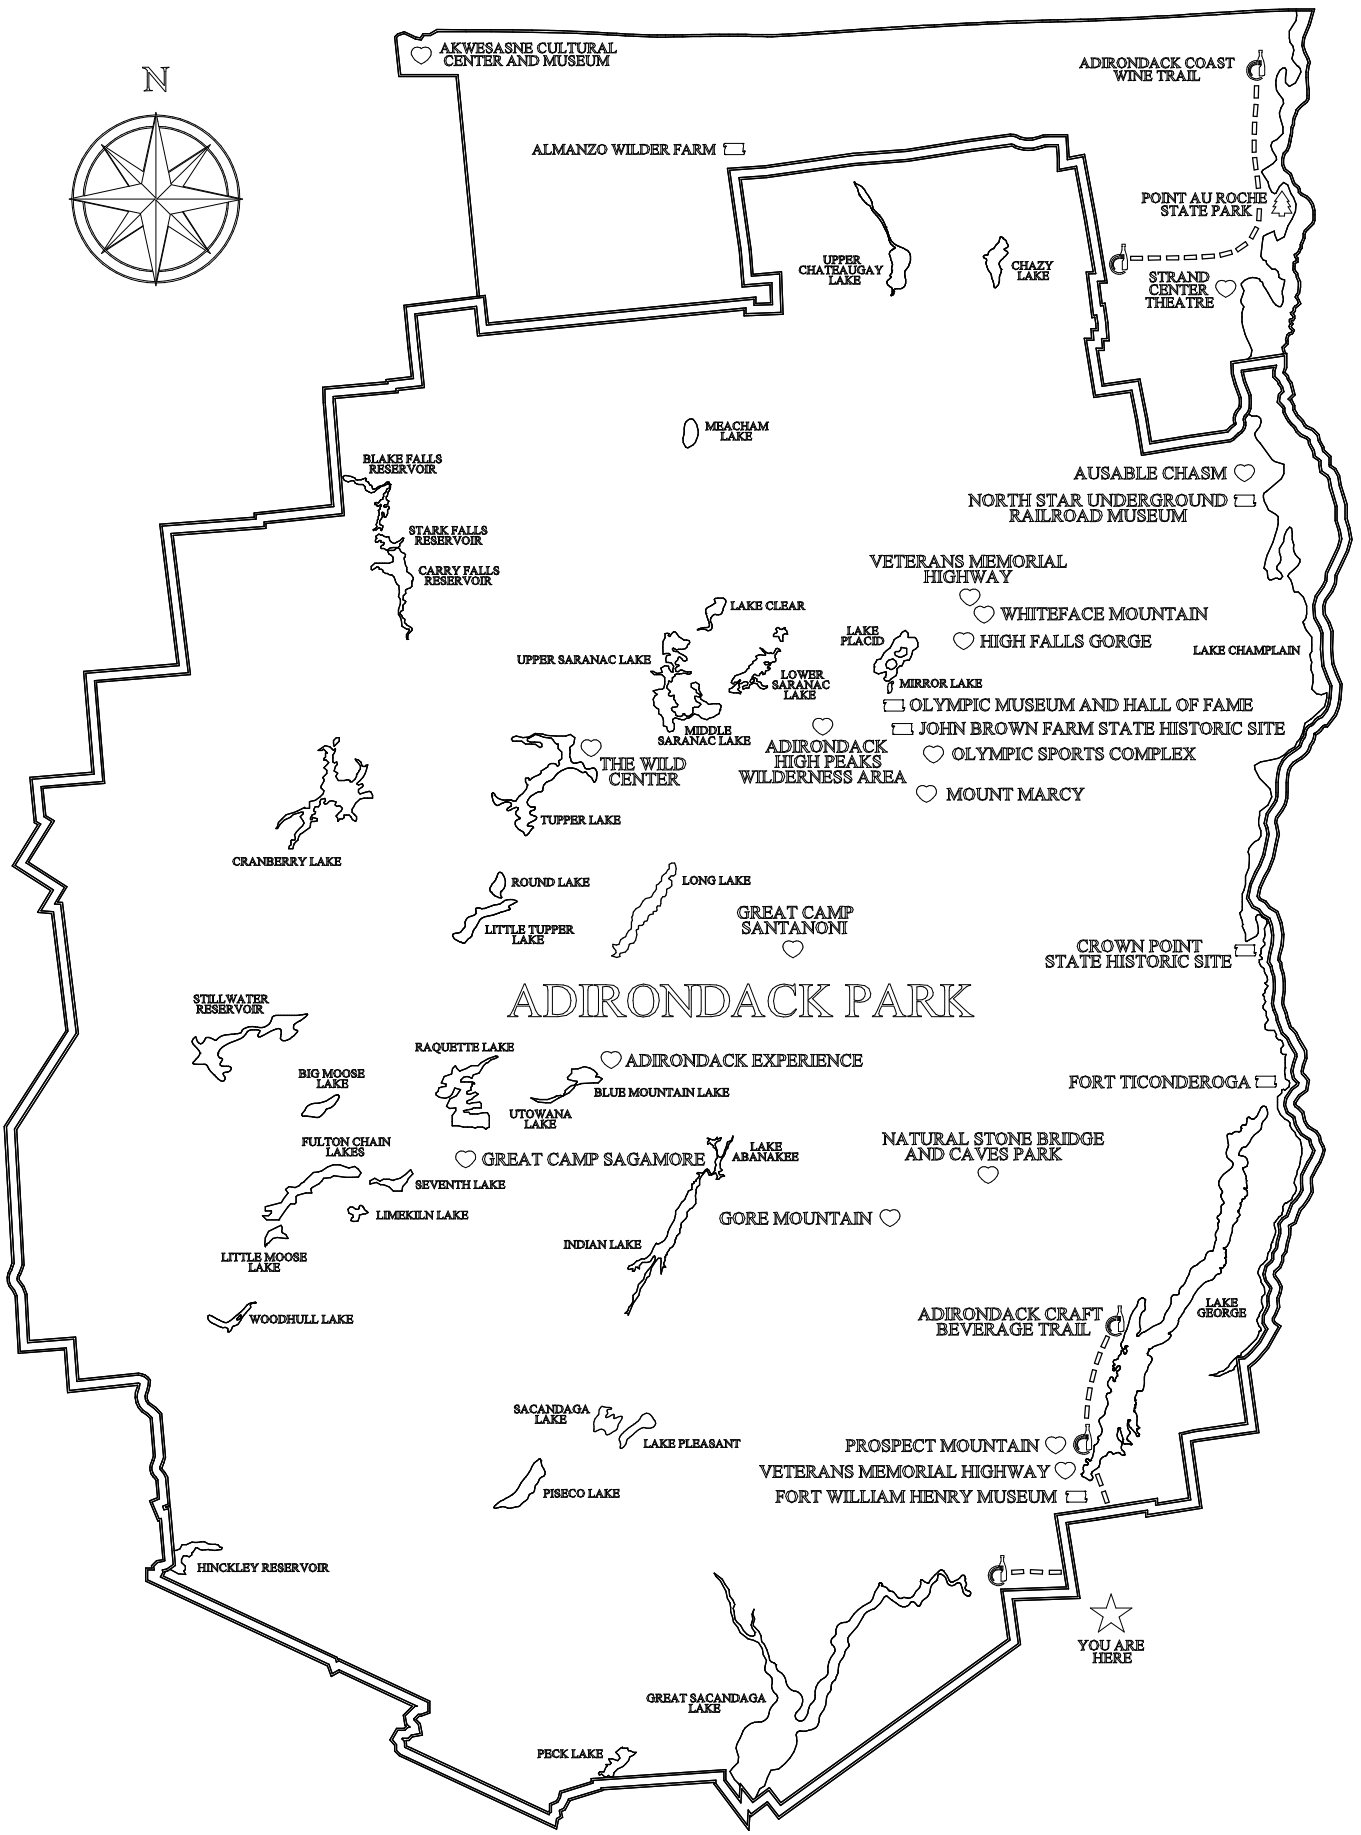 AKWESASNE CULTURAL
CENTER AND MUSEUM
N
ADIRONDACK COAST
WINE TRAIL
ALMANZO WILDER FARM
POINT AU ROCHE
STATE PARK
UPPER
CHATEAUGAY
LAKE
CHAZY
LAKE
STRAND
CENTER
THEATRE
MEACHAM
LAKE
BLAKE FALLS
RESERVOIR
AUSABLE CHASM
NORTH STAR UNDERGROUND
RAILROAD MUSEUM
STARK FALLS
RESERVOIR
CARRY FALLS
RESERVOIR
VETERANS MEMORIAL
HIGHWAY
LAKE CLEAR
WHITEFACE MOUNTAIN
LAKE
PLACID
HIGH FALLS GORGE
LAKE CHAMPLAIN
UPPER SARANAC LAKE
LOWER
SARANAC
LAKE
MIRROR LAKE
OLYMPIC MUSEUM AND HALL OF FAME
MIDDLE
SARANAC LAKE
JOHN BROWN FARM STATE HISTORIC SITE
ADIRONDACK
HIGH PEAKS
WILDERNESS AREA
OLYMPIC SPORTS COMPLEX
THE WILD
CENTER
MOUNT MARCY
TUPPER LAKE
CRANBERRY LAKE
ROUND LAKE
LONG LAKE
GREAT CAMP
SANTANONI
LITTLE TUPPER
LAKE
CROWN POINT
STATE HISTORIC SITE
ADIRONDACK PARK
STILLWATER
RESERVOIR
RAQUETTE LAKE
ADIRONDACK EXPERIENCE
BIG MOOSE
LAKE
BLUE MOUNTAIN LAKE
FORT TICONDEROGA
UTOWANA
LAKE
FULTON CHAIN
LAKES
GREAT CAMP SAGAMORE
LAKE
ABANAKEE
NATURAL STONE BRIDGE
AND CAVES PARK
SEVENTH LAKE
LIMEKILN LAKE
GORE MOUNTAIN
INDIAN LAKE
LITTLE MOOSE
LAKE
WOODHULL LAKE
ADIRONDACK CRAFT
BEVERAGE TRAIL
LAKE
GEORGE
SACANDAGA
LAKE
LAKE PLEASANT
PROSPECT MOUNTAIN
VETERANS MEMORIAL HIGHWAY
PISECO LAKE
FORT WILLIAM HENRY MUSEUM
HINCKLEY RESERVOIR
YOU ARE
HERE
GREAT SACANDAGA
LAKE
PECK LAKE